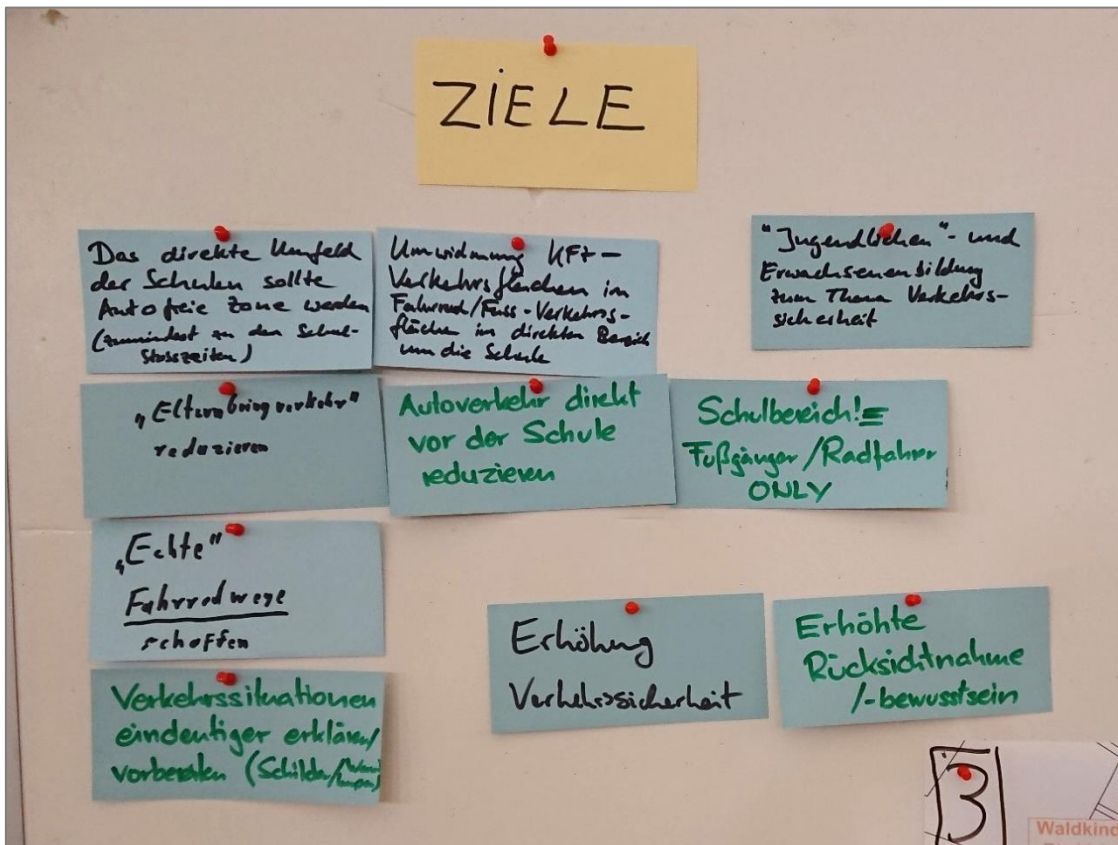 ZIELE
Das direkte Umfeld
der Schulen sollte
Autofreie Zone werden
(zumindest zu den Schul-
Stosszeiten)
Umwidmung KFZ-
Verkehrsflächen in
Fahrrad/Fuss-Verkehrs-
flächen im direkten Bereich
um die Schule
"Jugendlichen"- und
Erwachsenenbildung
zum Thema Verkehrs-
sicherheit
„Elternbringverkehr"
reduzieren
Autoverkehr direkt
vor der Schule
reduzieren
Schulbereich!=
Fußgänger/Radfahrer
ONLY
„Echte"
Fahrradwege
schaffen
Verkehrssituationen
eindeutiger erklären/
vorbereiten (Schilder/
Erhöhung
Verkehrssicherheit
Erhöhte
Rücksichtnahme
/-bewusstsein
3
Waldkind